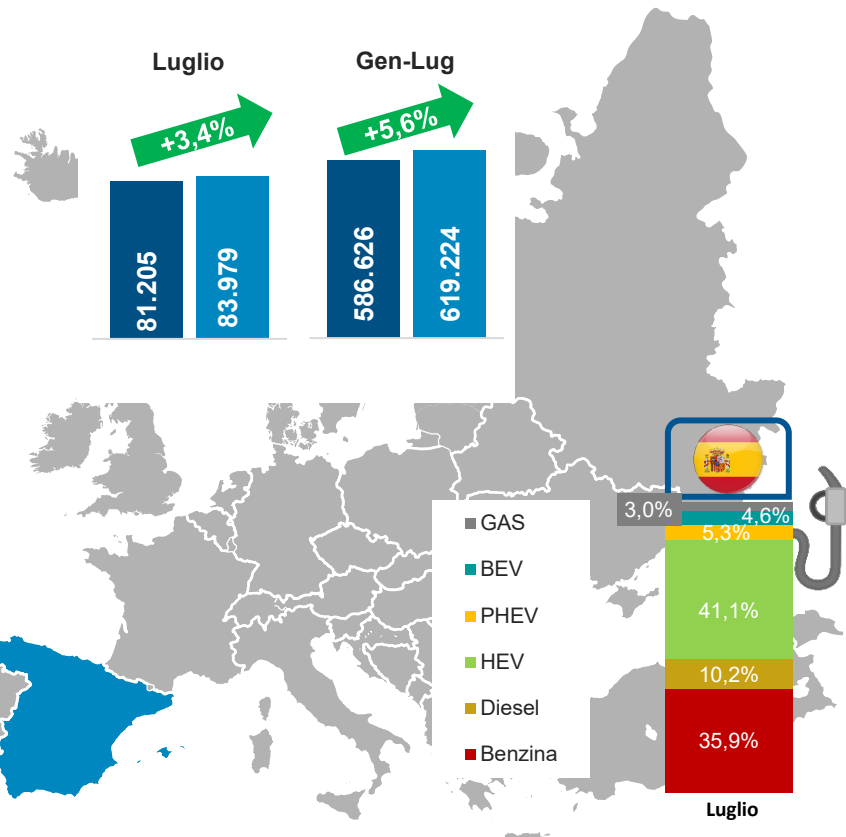 Luglio
Gen-Lug
+3,4%
+5,6%
81.205
83.979
586.626
619.224
GAS
BEV
PHEV
HEV
Diesel
Benzina
3,0%
4,6%
5,3%
41,1%
10,2%
35,9%
Luglio